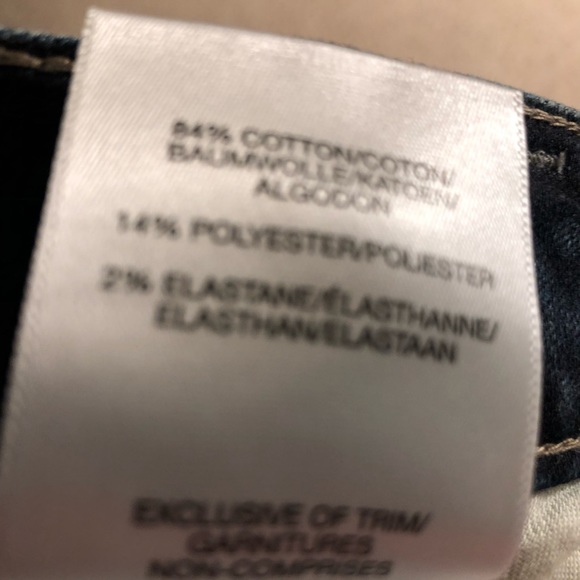 84% COTTON/COTON/
BAUMWOLLE/KATOEN/
ALGODON
14% POLYESTER/POLIESTER
2% ELASTANE/ÉLASTHANNE/
ELASTHAN/ELASTAAN
EXCLUSIVE OF TRIM/
GARNITURES
NON-COMPRISES